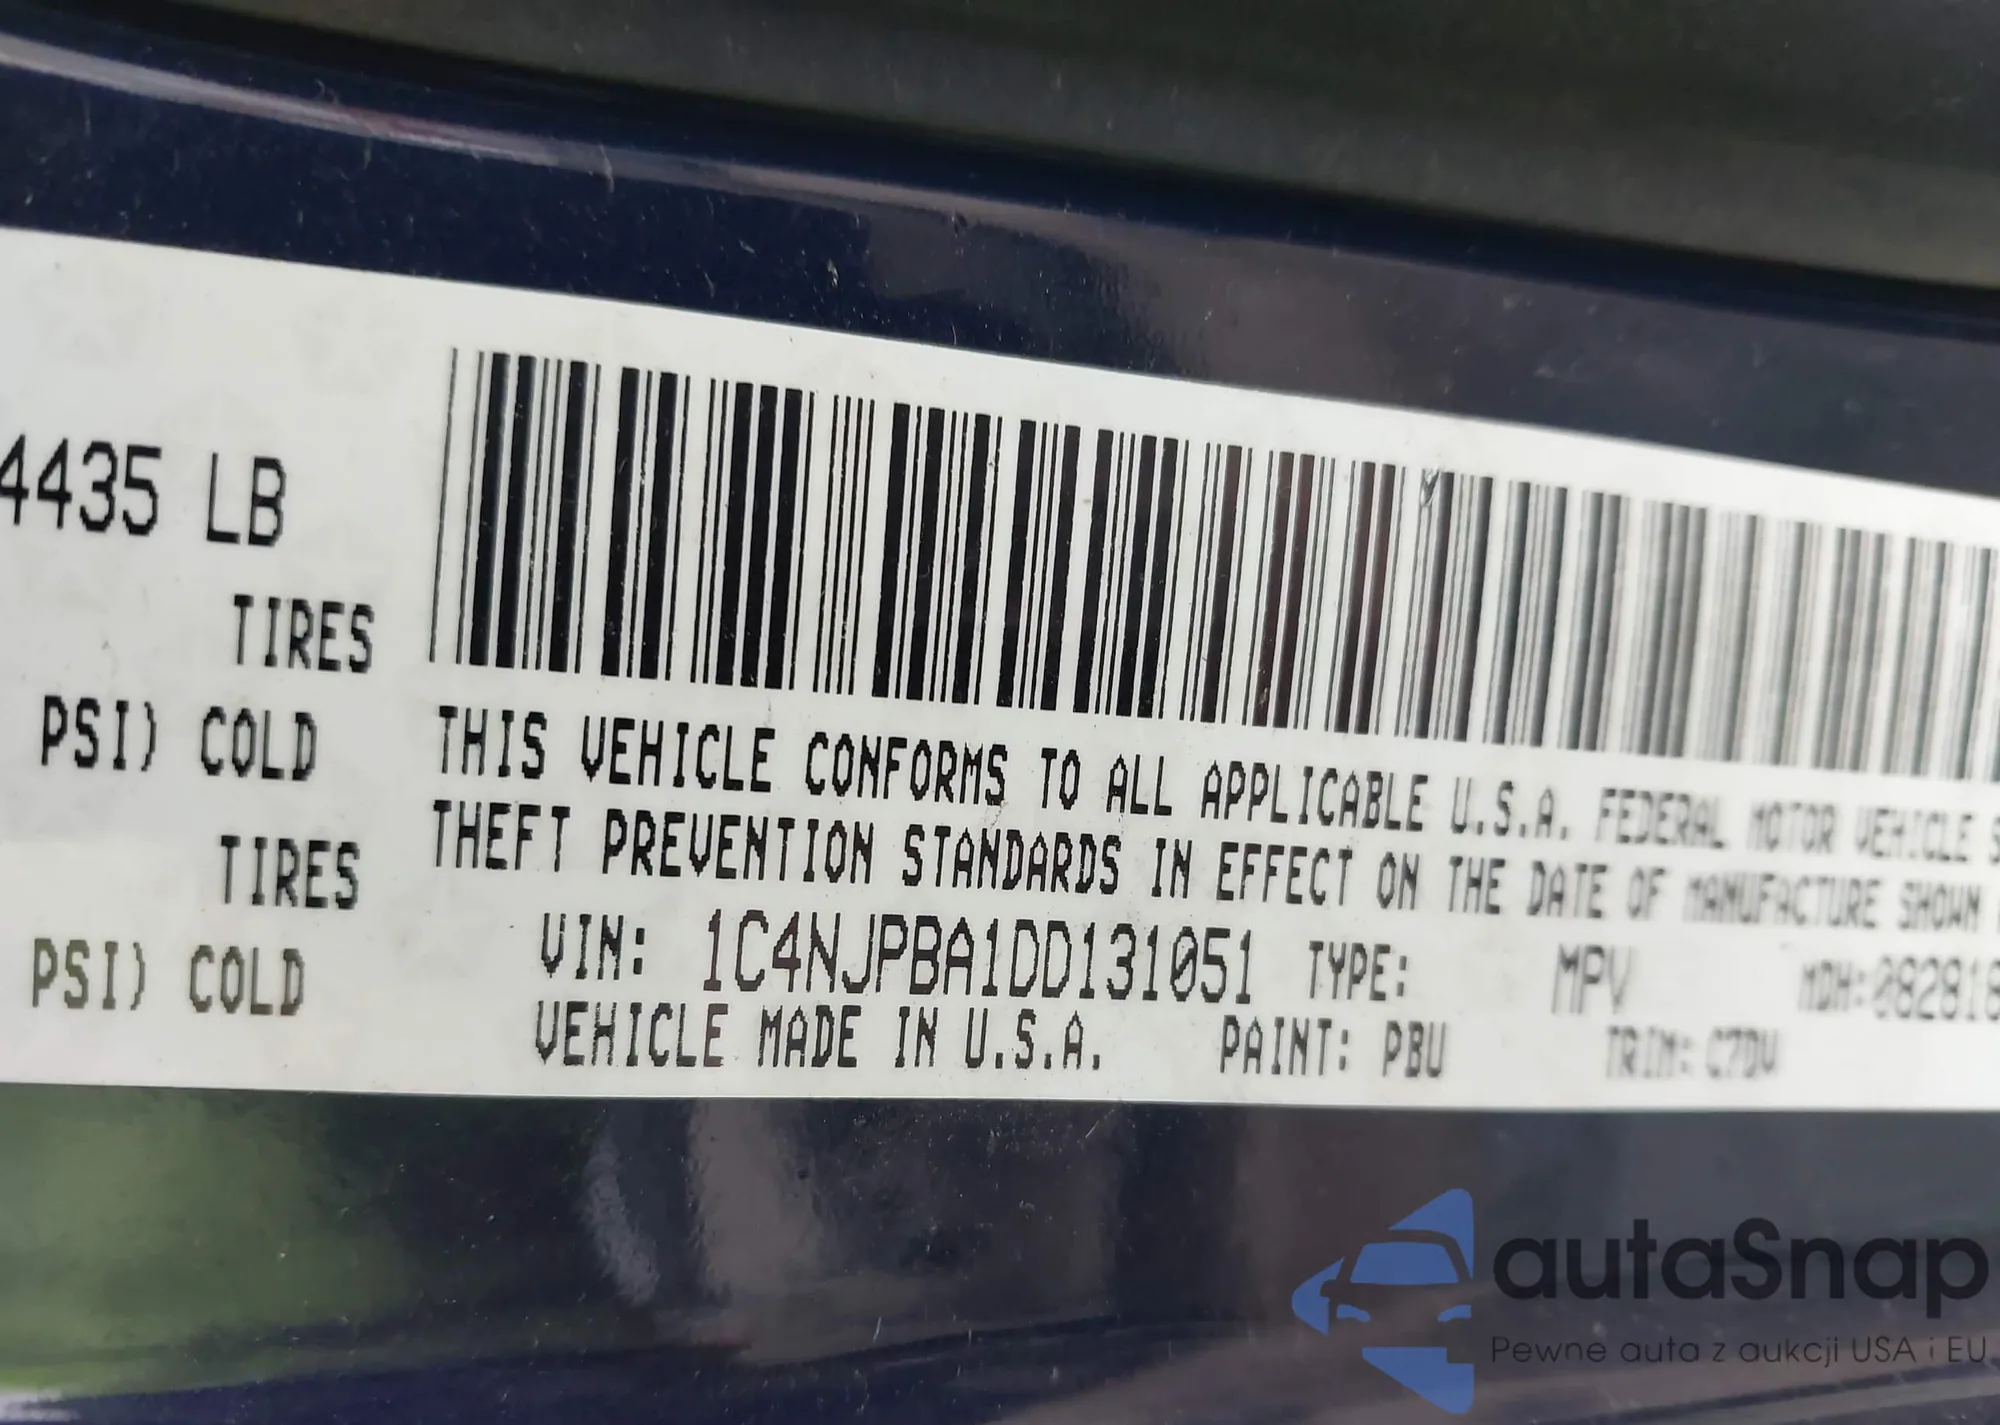 4435 LB
TIRES
PSI) COLD
TIRES
PSI) COLD
THIS VEHICLE CONFORMS TO ALL APPLICABLE U.S.A. FEDERAL MOTOR VEHICLE S
THEFT PREVENTION STANDARDS IN EFFECT ON THE DATE OF MANUFACTURE SHOWN
VIN: 1C4NJPBA1DD131051 TYPE: MPV MDH:082818
VEHICLE MADE IN U.S.A. PAINT: PBU TRIM: C7DV
autaSnap
Pewne auta z aukcji USA i EU